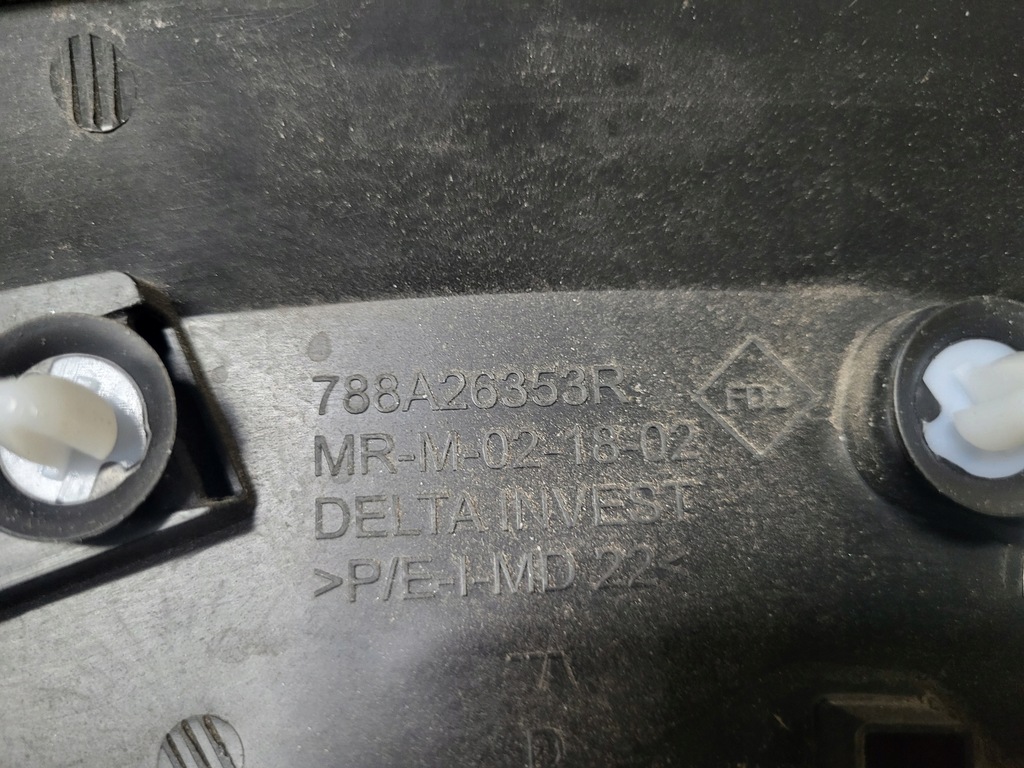 788A26353R
MR-M-02-18-02
DELTA INVEST
>P/E-I-MD 22<